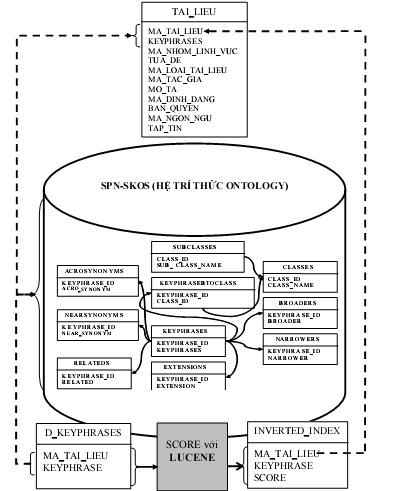 TAI_LIEU
MA_TAI_LIEU
KEYPHRASES
MA_NHOM_LINH_VUC
TUA_DE
MA_LOAI_TAI_LIEU
MA_TAC_GIA
MO_TA
MA_DINH_DANG
BAN_QUYEN
MA_NGON_NGU
TAP_TIN
SPN-SKOS (HỆ TRI THỨC ONTOLOGY)
SUBCLASSES
CLASS_ID
SUB_CLASS_NAME
ACROSYNONYMS
KEYPHRASE_ID
ACRO_SYNONYM
KEYPHRASETOCLASS
KEYPHRASE_ID
CLASS_ID
CLASSES
CLASS_ID
CLASS_NAME
NEARSYNONYMS
KEYPHRASE_ID
NEAR_SYNONYM
KEYPHRASES
KEYPHRASE_ID
KEYPHRASES
BROADERS
KEYPHRASE_ID
BROADER
RELATEDS
KEYPHRASE_ID
RELATED
EXTENSIONS
KEYPHRASE_ID
EXTENSION
NARROWERS
KEYPHRASE_ID
NARROWER
D_KEYPHRASES
MA_TAI_LIEU
KEYPHRASE
SCORE với
LUCENE
INVERTED_INDEX
MA_TAI_LIEU
KEYPHRASE
SCORE